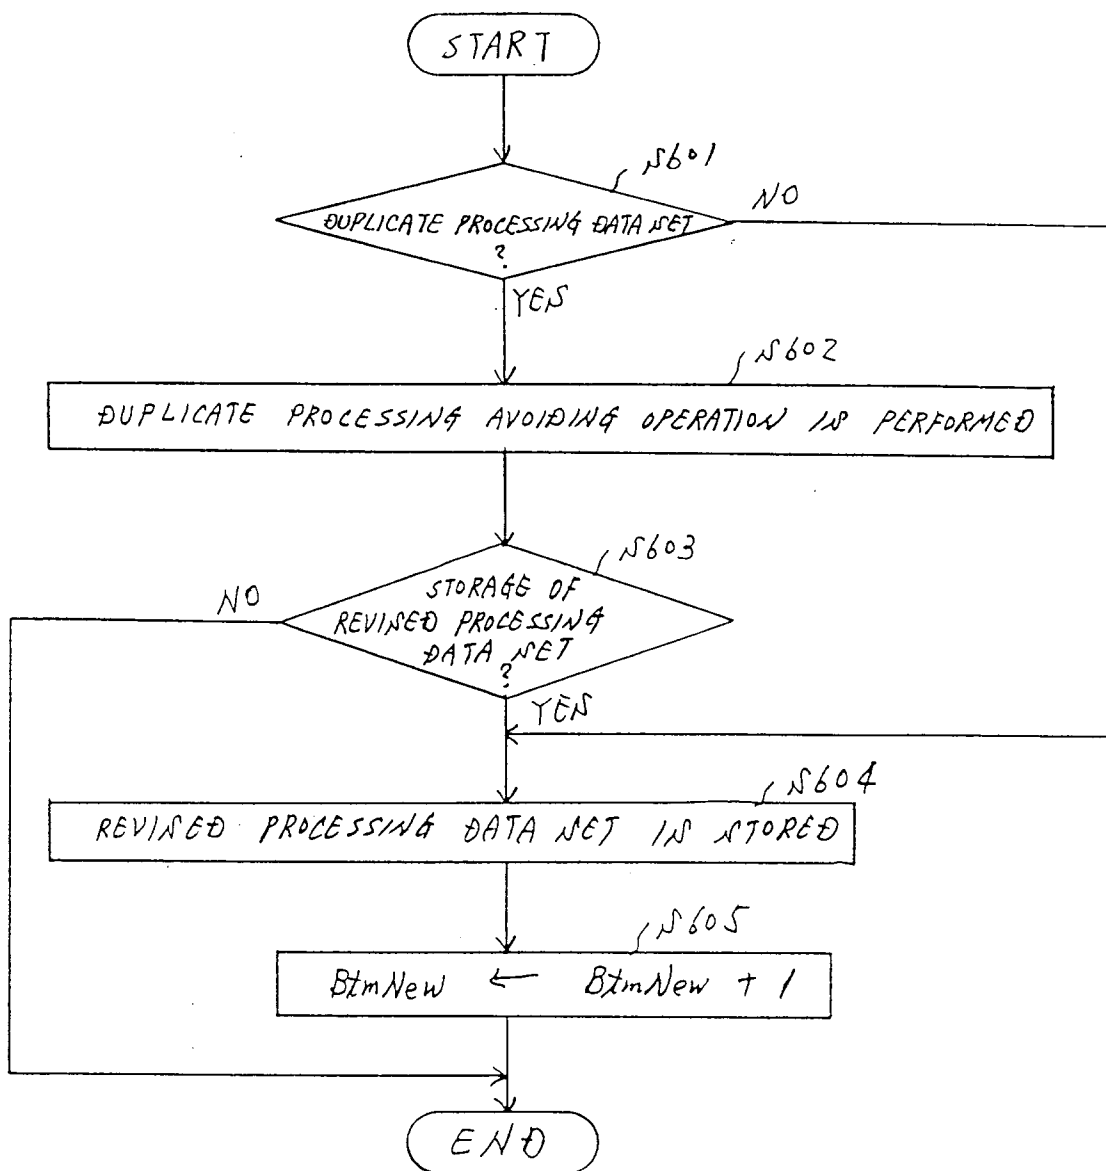 START
S601
NO
DUPLICATE PROCESSING DATA SET
?
YES
S602
DUPLICATE PROCESSING AVOIDING OPERATION IS PERFORMED
S603
NO
STORAGE OF
REVISED PROCESSING
DATA SET
?
YES
S604
REVISED PROCESSING DATA SET IS STORED
S605
BtmNew ← BtmNew + 1
END